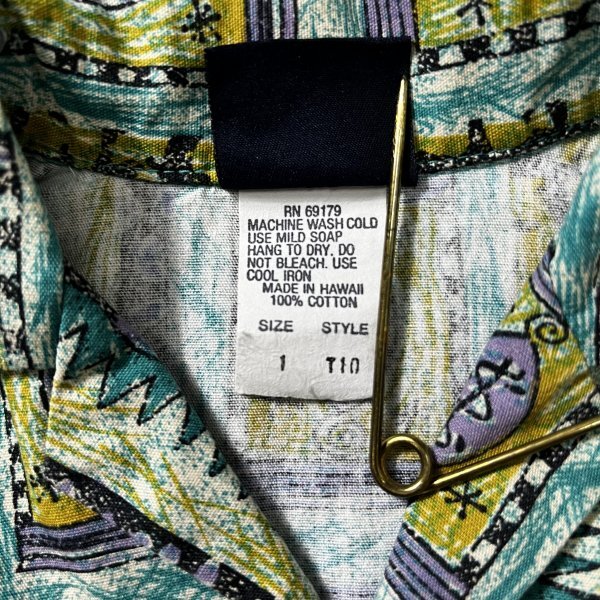 RN 69179
MACHINE WASH COLD
USE MILD SOAP
HANG TO DRY. DO
NOT BLEACH. USE
COOL IRON
MADE IN HAWAII
100% COTTON
SIZE STYLE
1 T10